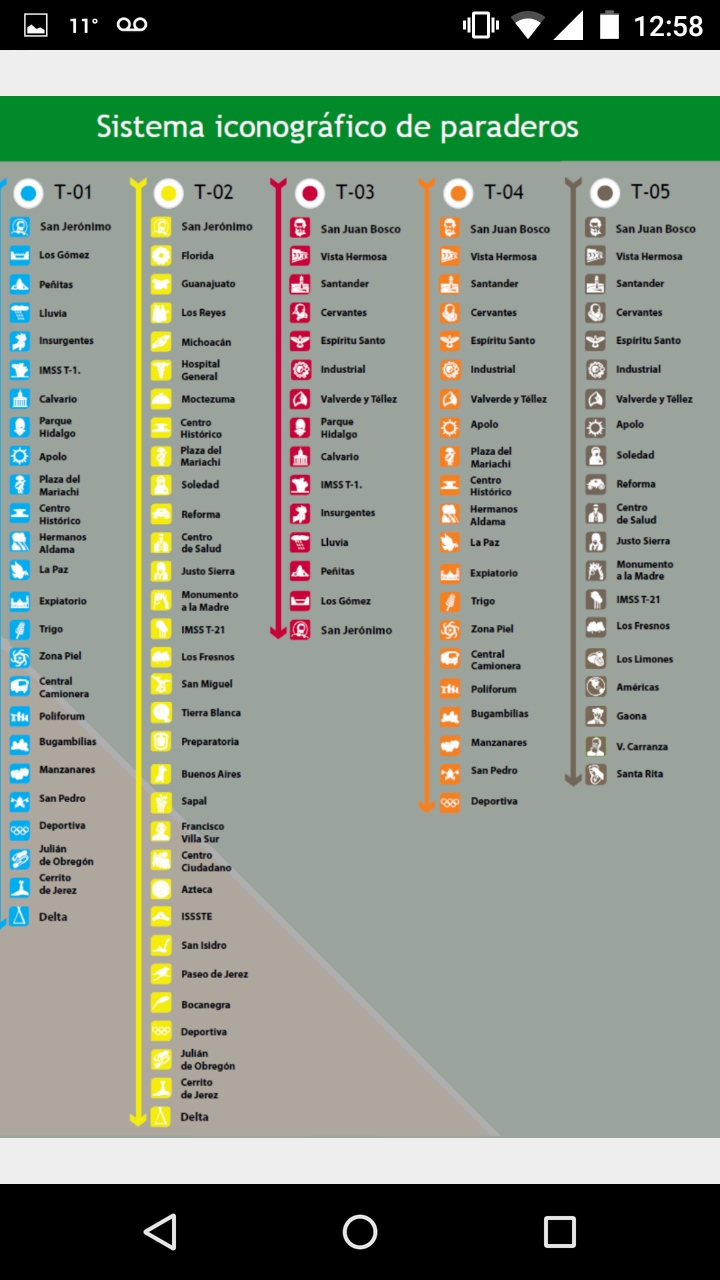 11°
12:58
Sistema iconográfico de paraderos
T-01
San Jerónimo
Los Gómez
Peñitas
Lluvia
Insurgentes
IMSS T-1.
Calvario
Parque
Hidalgo
Apolo
Plaza del
Mariachi
Centro
Histórico
Hermanos
Aldama
La Paz
Expiatorio
Trigo
Zona Piel
Central
Camionera
Poliforum
Bugambilias
Manzanares
San Pedro
Deportiva
Julián
de Obregón
Cerrito
de Jerez
Delta
T-02
San Jerónimo
Florida
Guanajuato
Los Reyes
Michoacán
Hospital
General
Moctezuma
Centro
Histórico
Plaza del
Mariachi
Soledad
Reforma
Centro
de Salud
Justo Sierra
Monumento
a la Madre
IMSS T-21
Los Fresnos
San Miguel
Tierra Blanca
Preparatoria
Buenos Aires
Sapal
Francisco
Villa Sur
Centro
Ciudadano
Azteca
ISSSTE
San Isidro
Paseo de Jerez
Bocanegra
Deportiva
Julián
de Obregón
Cerrito
de Jerez
Delta
T-03
San Juan Bosco
Vista Hermosa
Santander
Cervantes
Espíritu Santo
Industrial
Valverde y Téllez
Parque
Hidalgo
Calvario
IMSS T-1.
Insurgentes
Lluvia
Peñitas
Los Gómez
San Jerónimo
T-04
San Juan Bosco
Vista Hermosa
Santander
Cervantes
Espíritu Santo
Industrial
Valverde y Téllez
Apolo
Plaza del
Mariachi
Centro
Histórico
Hermanos
Aldama
La Paz
Expiatorio
Trigo
Zona Piel
Central
Camionera
Poliforum
Bugambilias
Manzanares
San Pedro
Deportiva
T-05
San Juan Bosco
Vista Hermosa
Santander
Cervantes
Espíritu Santo
Industrial
Valverde y Téllez
Apolo
Soledad
Reforma
Centro
de Salud
Justo Sierra
Monumento
a la Madre
IMSS T-21
Los Fresnos
Los Limones
Américas
Gaona
V. Carranza
Santa Rita